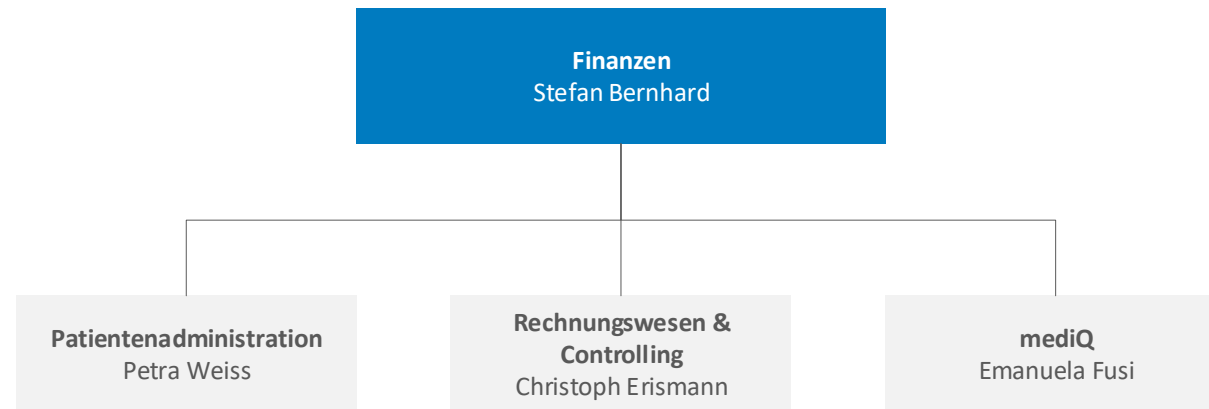 Finanzen
Stefan Bernhard
Patientenadministration
Petra Weiss
Rechnungswesen &
Controlling
Christoph Erismann
mediQ
Emanuela Fusi